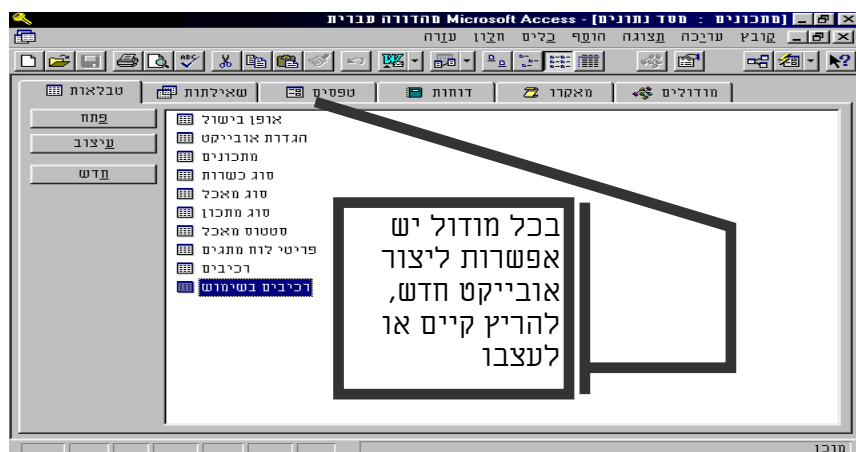 Microsoft Access מהדורה עברית - [מתכונים : מסד נתונים]
קובץ עריכה תצוגה הוסף כלים חלון עזרה
טבלאות שאילתות טפסים דוחות מאקרו מודולים
פתח
עיצוב
חדש
אופן בישול
הגדרת אובייקט
מתכונים
סוג כשרות
סוג מאכל
סוג מתכון
סטטוס מאכל
פריטי לוח מתגים
רכיבים
רכיבים בשימוש
בכל מודול יש
אפשרות ליצור
אובייקט חדש,
להריץ קיים או
לעצבו
מוכן